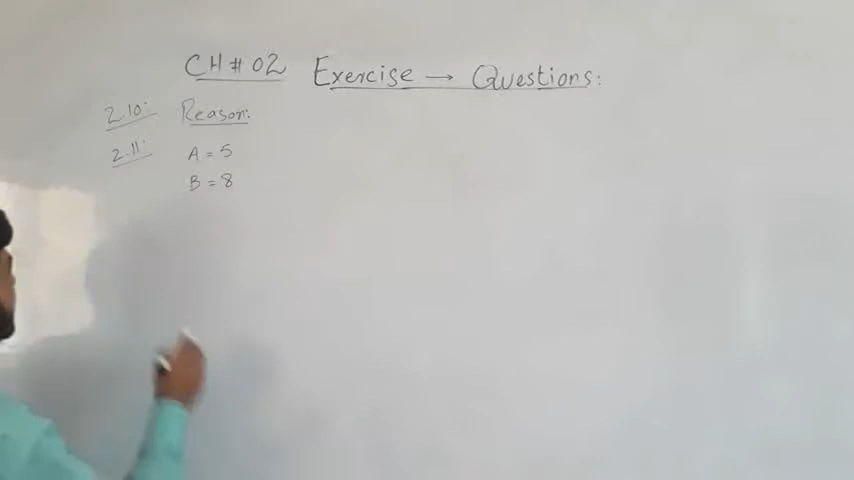 CH # 02 Exercise → Questions:
2.10: Reason:
2.11: A = 5
B = 8